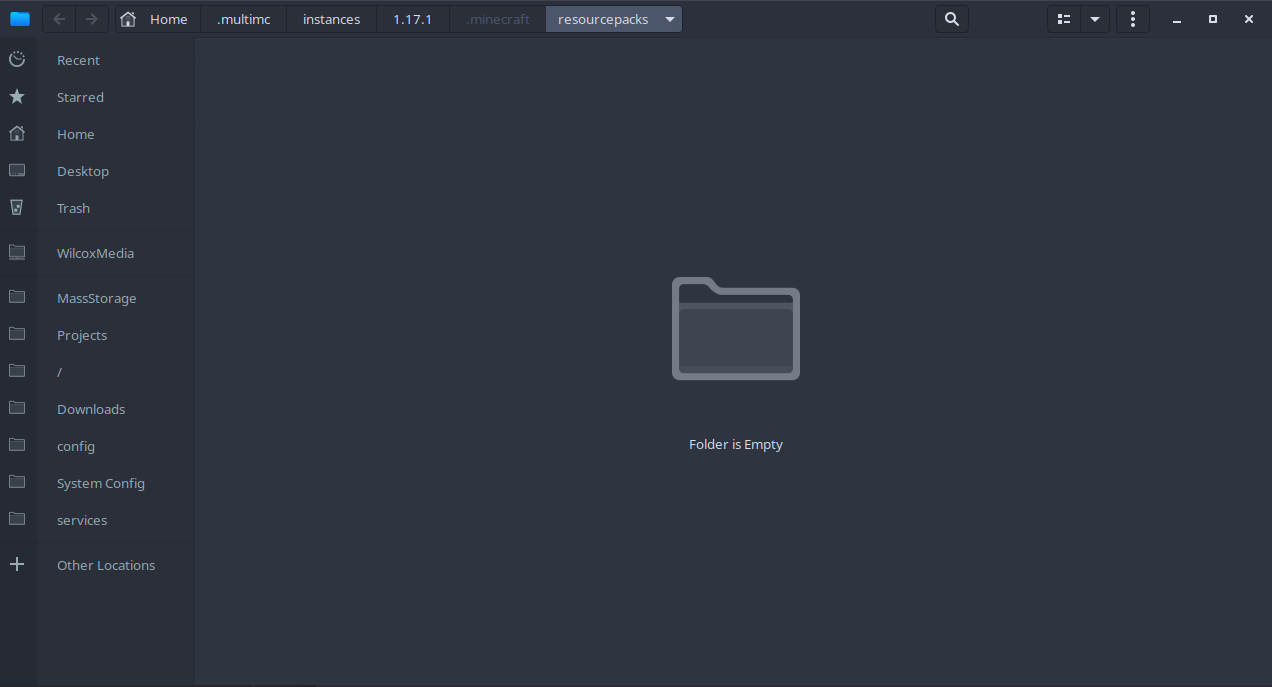 Home .multimc instances 1.17.1 .minecraft resourcepacks
Recent
Starred
Home
Desktop
Trash
WilcoxMedia
MassStorage
Projects
/
Downloads
config
System Config
services
Other Locations
Folder is Empty